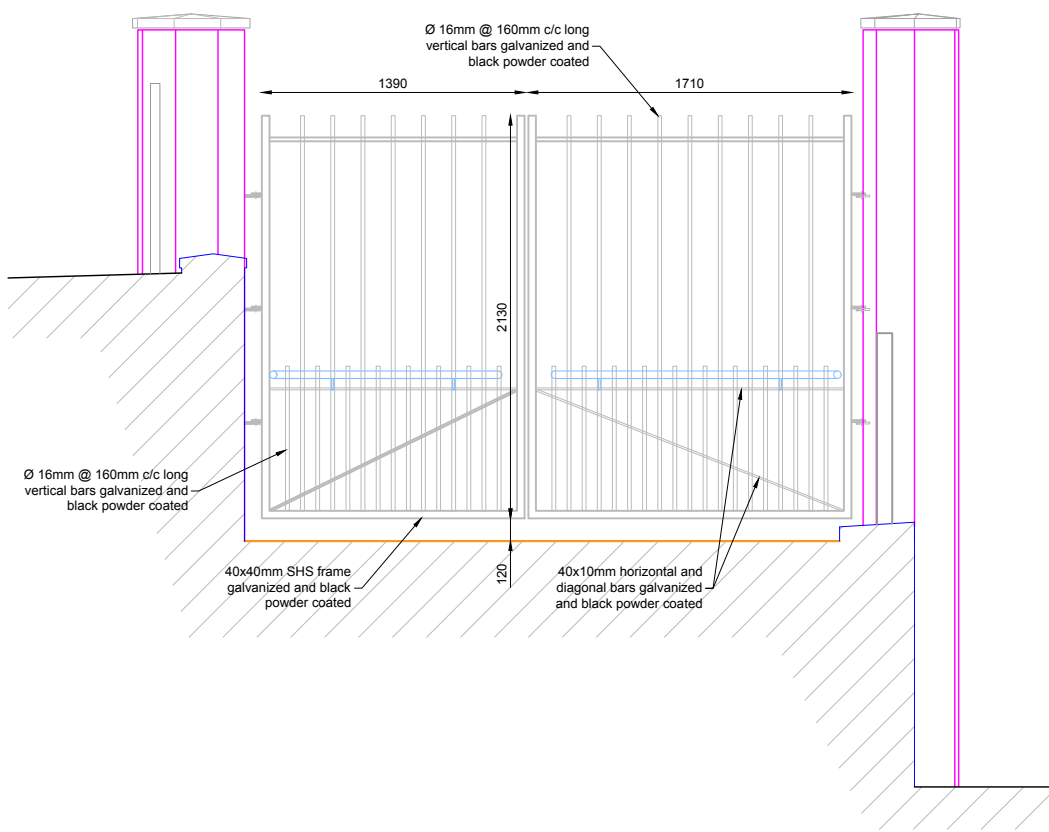 Ø 16mm @ 160mm c/c long
vertical bars galvanized and
black powder coated
1390
1710
2130
Ø 16mm @ 160mm c/c long
vertical bars galvanized and
black powder coated
40x40mm SHS frame
galvanized and black
powder coated
120
40x10mm horizontal and
diagonal bars galvanized
and black powder coated